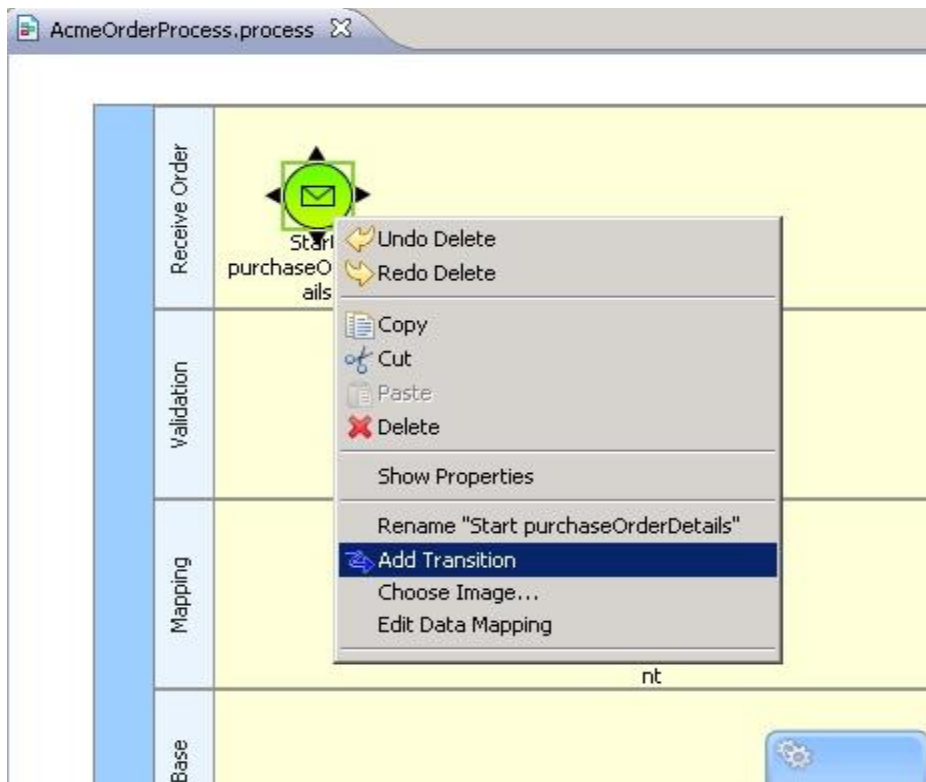 AcmeOrderProcess.process
Receive Order
Start
purchaseO
ails
Undo Delete
Redo Delete
Copy
Cut
Paste
Delete
Show Properties
Rename "Start purchaseOrderDetails"
Add Transition
Choose Image...
Edit Data Mapping
Validation
Mapping
nt
Base